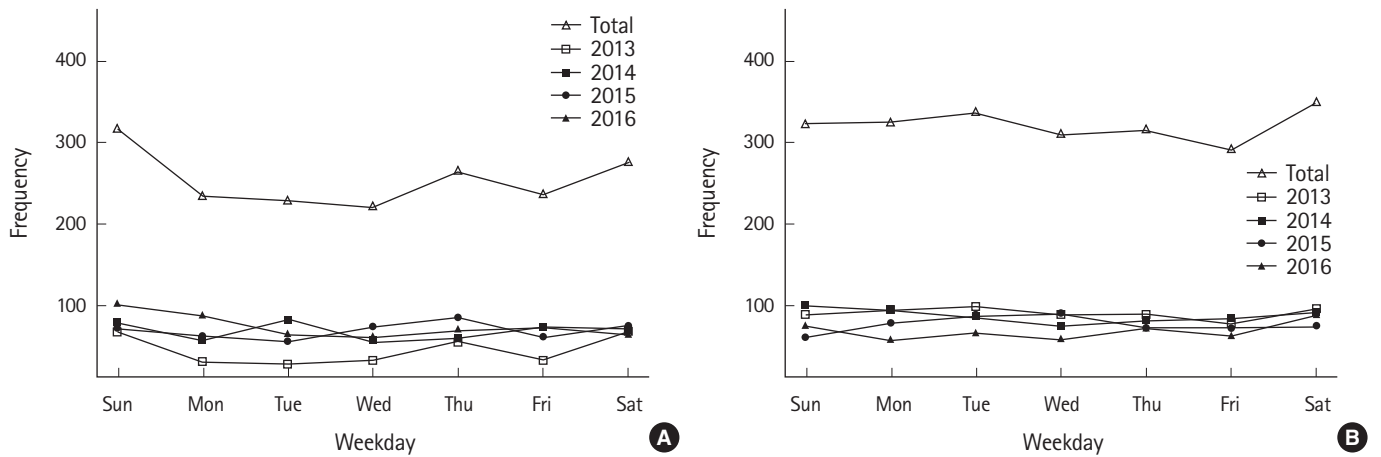 Total
2013
2014
2015
2016
400
300
200
100
Frequency
Sun Mon Tue Wed Thu Fri Sat
Weekday
A
400
300
200
100
Frequency
Total
2013
2014
2015
2016
Sun Mon Tue Wed Thu Fri Sat
Weekday
B